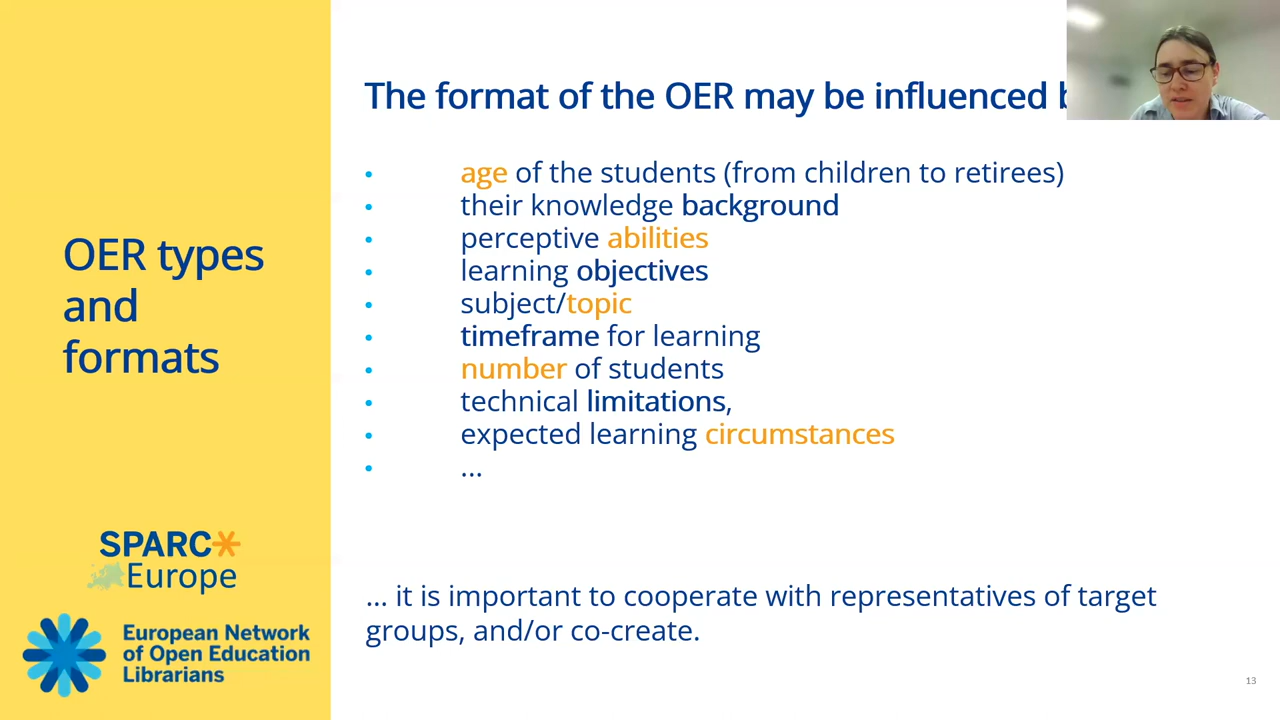 The format of the OER may be influenced
• age of the students (from children to retirees)
• their knowledge background
• perceptive abilities
• learning objectives
• subject/topic
• timeframe for learning
• number of students
• technical limitations,
• expected learning circumstances
• ...
OER types
and
formats
... it is important to cooperate with representatives of target
groups, and/or co-create.
SPARC
Europe
European Network
of Open Education
Librarians
13